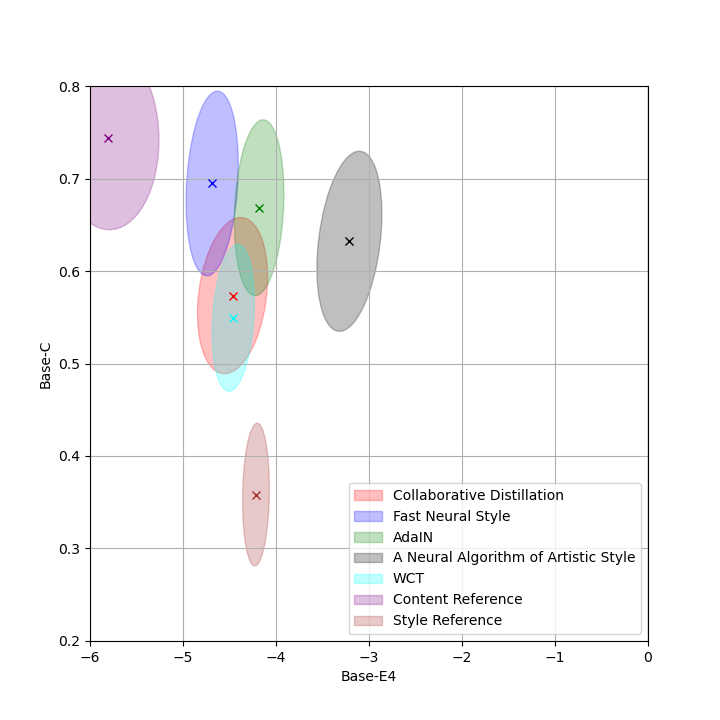 0.8
0.7
0.6
0.5
0.4
0.3
0.2
Base-C
−6
−5
−4
−3
−2
−1
0
Base-E4
Collaborative Distillation
Fast Neural Style
AdaIN
A Neural Algorithm of Artistic Style
WCT
Content Reference
Style Reference